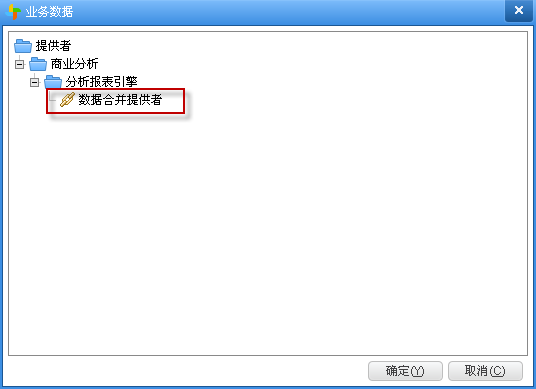 业务数据
提供者
商业分析
分析报表引擎
数据合并提供者
确定(Y) 取消(C)